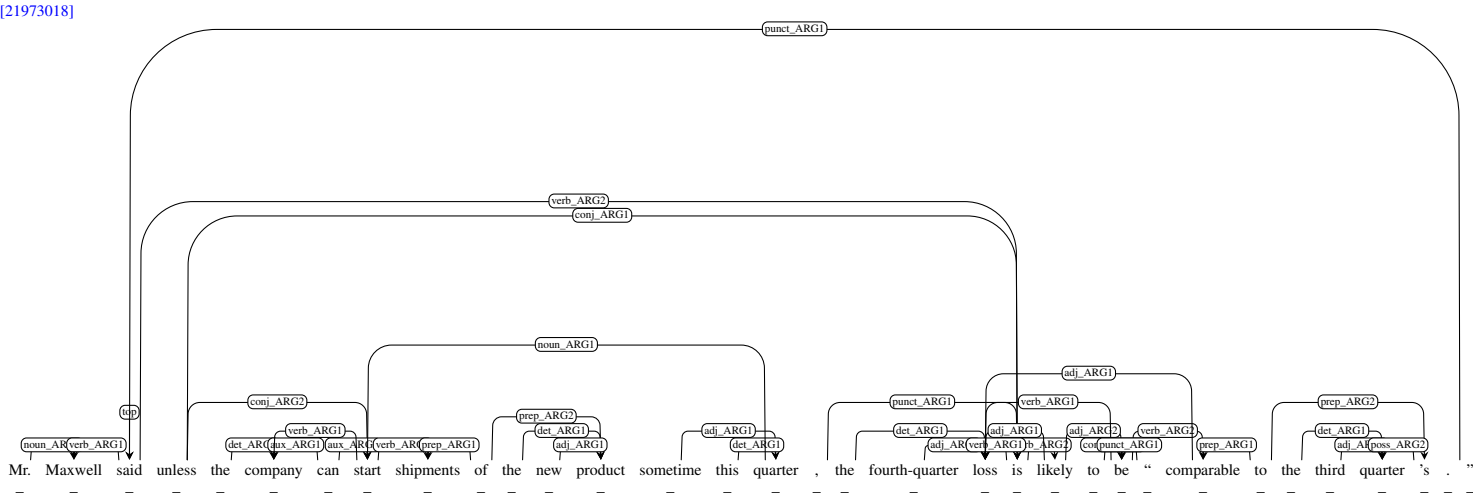 [21973018]
punct_ARG1
verb_ARG2
conj_ARG1
noun_ARG1
adj_ARG1
top conj_ARG2 punct_ARG1 verb_ARG1 prep_ARG2
prep_ARG2
verb_ARG1 det_ARG1 adj_ARG1 det_ARG1 adj_ARG1 adj_ARG2 verb_ARG2 det_ARG1
verb_ARG1 aux_ARG1 prep_ARG1 adj_ARG1 det_ARG1 verb_ARG1 punct_ARG1 prep_ARG1 poss_ARG2
Mr. Maxwell said unless the company can start shipments of the new product sometime this quarter , the fourth-quarter loss is likely to be “ comparable to the third quarter 's . ”
_ _ _ _ _ _ _ _ _ _ _ _ _ _ _ _ _ _ _ _ _ _ _ _ _ _ _ _ _ _ _ _ _